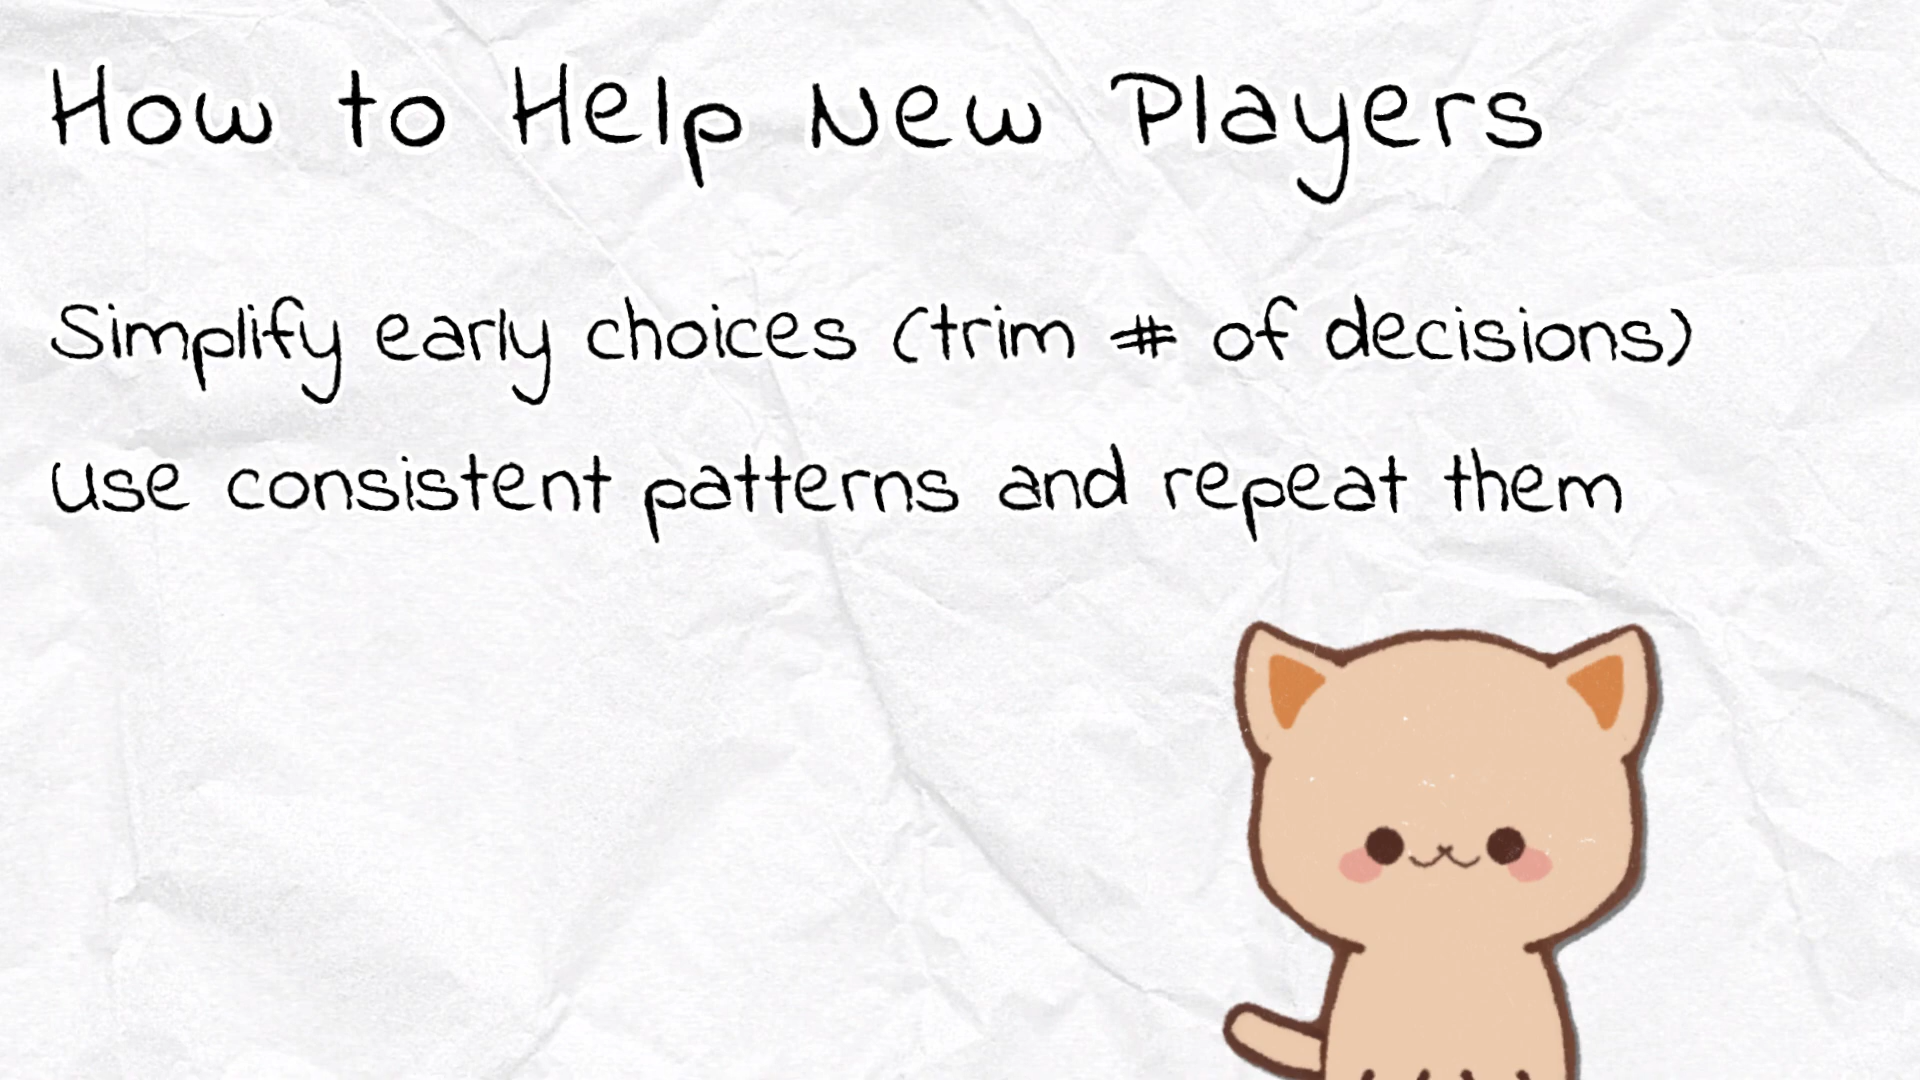 How to Help New Players
Simplify early choices (trim # of decisions)
Use consistent patterns and repeat them